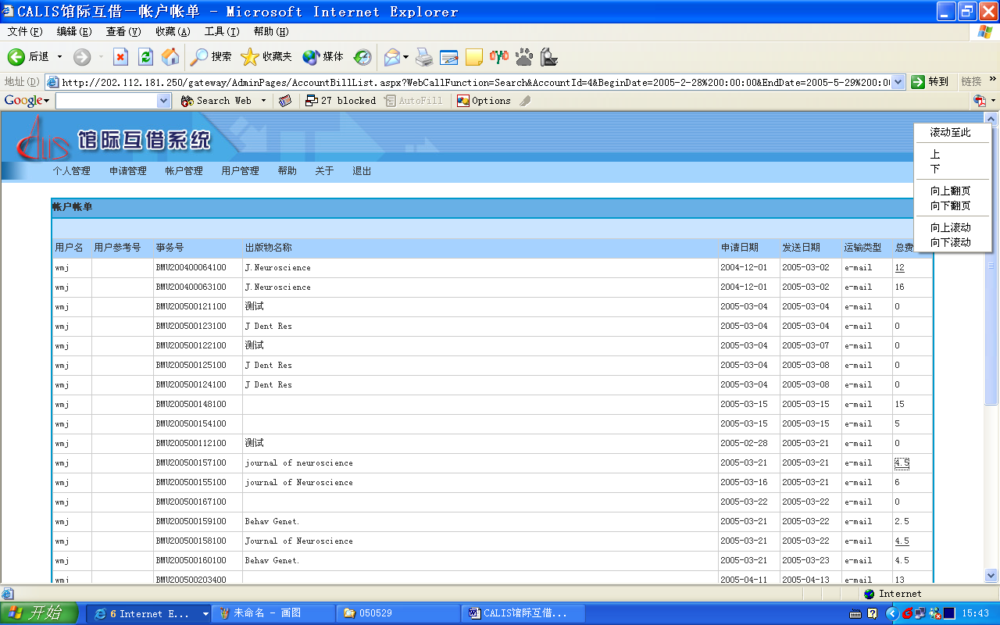 CALIS馆际互借－帐户帐单 - Microsoft Internet Explorer
文件(F) 编辑(E) 查看(V) 收藏(A) 工具(T) 帮助(H)
后退 搜索 收藏夹 媒体
地址(D) http://202.112.181.250/gateway/AdminPages/AccountBillList.aspx?WebCallFunction=Search&AccountId=4&BeginDate=2005-2-28%200:00:00&EndDate=2005-5-29%200:0 转到 链接 »
Google Search Web 27 blocked AutoFill Options
CALIS 馆际互借系统
个人管理 申请管理 帐户管理 用户管理 帮助 关于 退出
滚动至此
上
下
向上翻页
向下翻页
向上滚动
向下滚动
帐户帐单
用户名 用户参考号 事务号 出版物名称 申请日期 发送日期 运输类型 总费
wmj BMU200400064100 J.Neuroscience 2004-12-01 2005-03-02 e-mail 12
wmj BMU200400063100 J.Neuroscience 2004-12-01 2005-03-02 e-mail 16
wmj BMU200500121100 测试 2005-03-04 2005-03-04 e-mail 0
wmj BMU200500123100 J Dent Res 2005-03-04 2005-03-04 e-mail 0
wmj BMU200500122100 测试 2005-03-04 2005-03-07 e-mail 0
wmj BMU200500125100 J Dent Res 2005-03-04 2005-03-08 e-mail 0
wmj BMU200500124100 J Dent Res 2005-03-04 2005-03-08 e-mail 0
wmj BMU200500148100 2005-03-15 2005-03-15 e-mail 15
wmj BMU200500154100 2005-03-15 2005-03-15 e-mail 5
wmj BMU200500112100 测试 2005-02-28 2005-03-21 e-mail 0
wmj BMU200500157100 journal of neuroscience 2005-03-21 2005-03-21 e-mail 4.5
wmj BMU200500155100 journal of Neuroscience 2005-03-16 2005-03-21 e-mail 6
wmj BMU200500167100 2005-03-22 2005-03-22 e-mail 0
wmj BMU200500159100 Behav Genet. 2005-03-21 2005-03-22 e-mail 2.5
wmj BMU200500158100 Journal of Neuroscience 2005-03-21 2005-03-22 e-mail 4.5
wmj BMU200500160100 Behav Genet. 2005-03-21 2005-03-23 e-mail 4.5
wmj BMU200500203400 2005-04-11 2005-04-13 e-mail 13
Internet
开始 6 Internet E... 未命名 - 画图 050529 CALIS馆际互借... 15:43